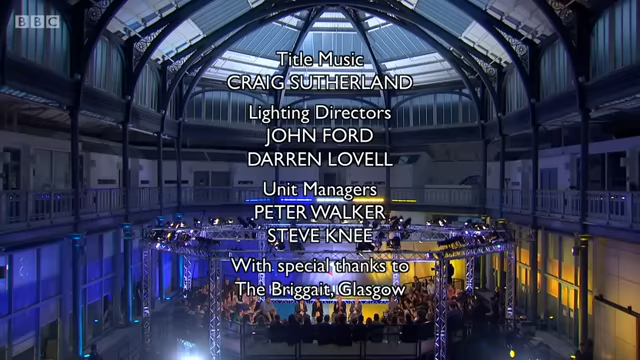 BBC
Title Music
CRAIG SUTHERLAND
Lighting Directors
JOHN FORD
DARREN LOVELL
Unit Managers
PETER WALKER
STEVE KNEE
With special thanks to
The Briggait, Glasgow